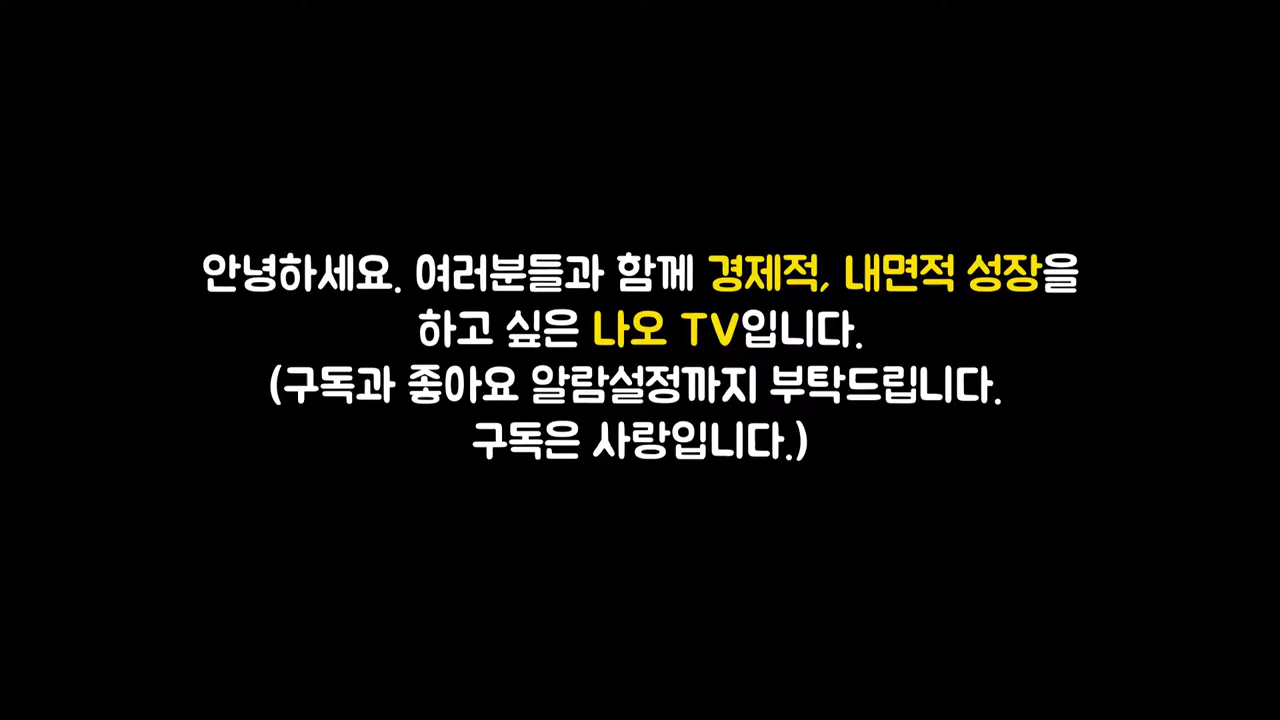 안녕하세요. 여러분들과 함께 경제적, 내면적 성장을
하고 싶은 나오 TV입니다.
(구독과 좋아요 알람설정까지 부탁드립니다.
구독은 사랑입니다.)